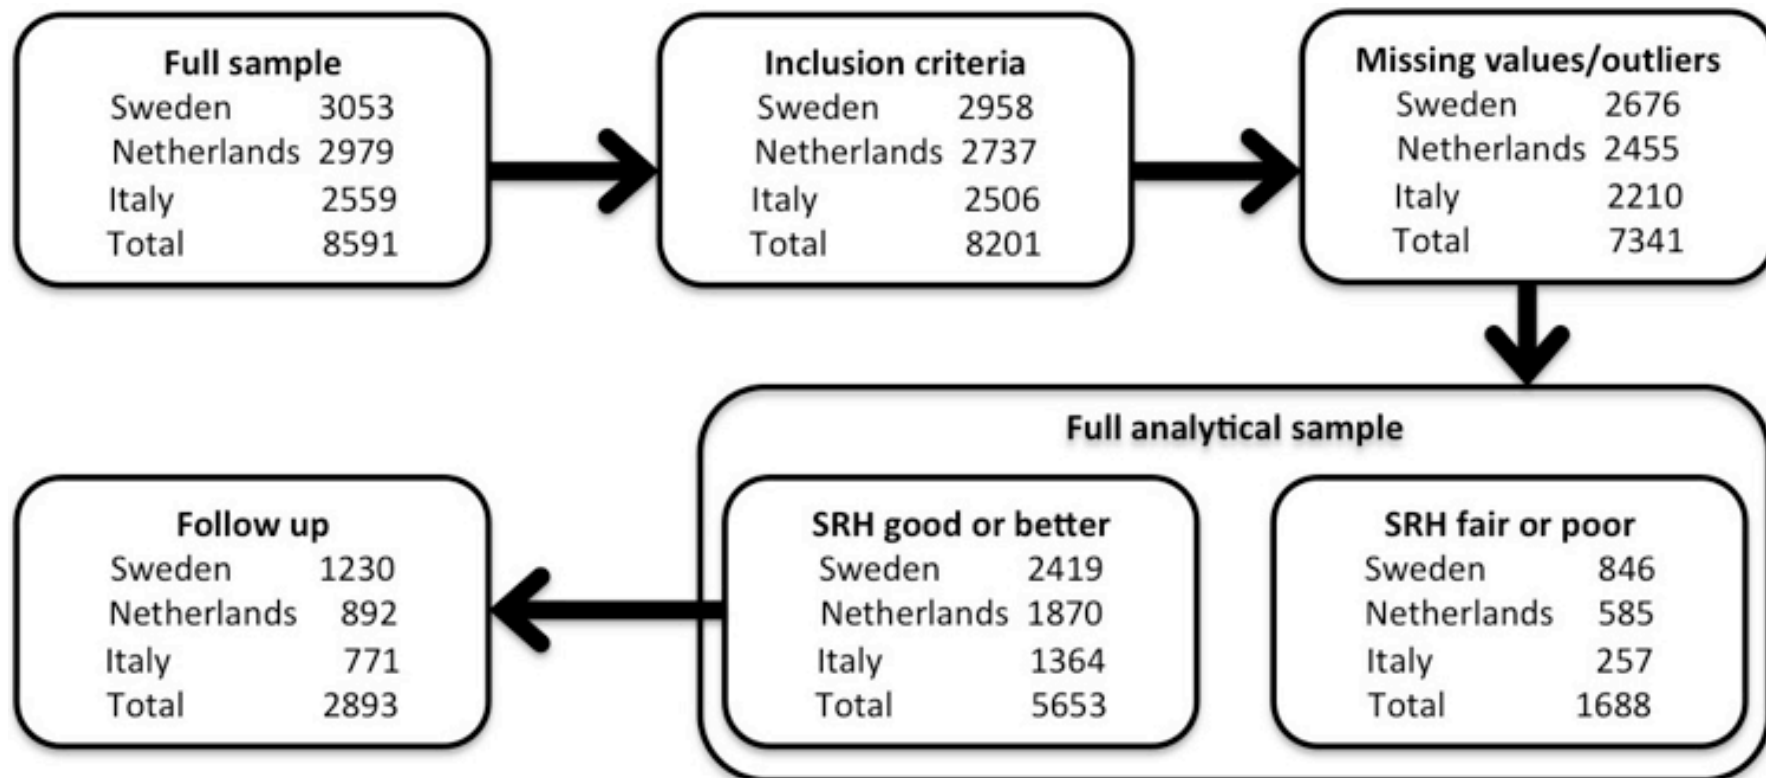 Full sample
Sweden 3053
Netherlands 2979
Italy 2559
Total 8591
Inclusion criteria
Sweden 2958
Netherlands 2737
Italy 2506
Total 8201
Missing values/outliers
Sweden 2676
Netherlands 2455
Italy 2210
Total 7341
Full analytical sample
SRH good or better
Sweden 2419
Netherlands 1870
Italy 1364
Total 5653
SRH fair or poor
Sweden 846
Netherlands 585
Italy 257
Total 1688
Follow up
Sweden 1230
Netherlands 892
Italy 771
Total 2893